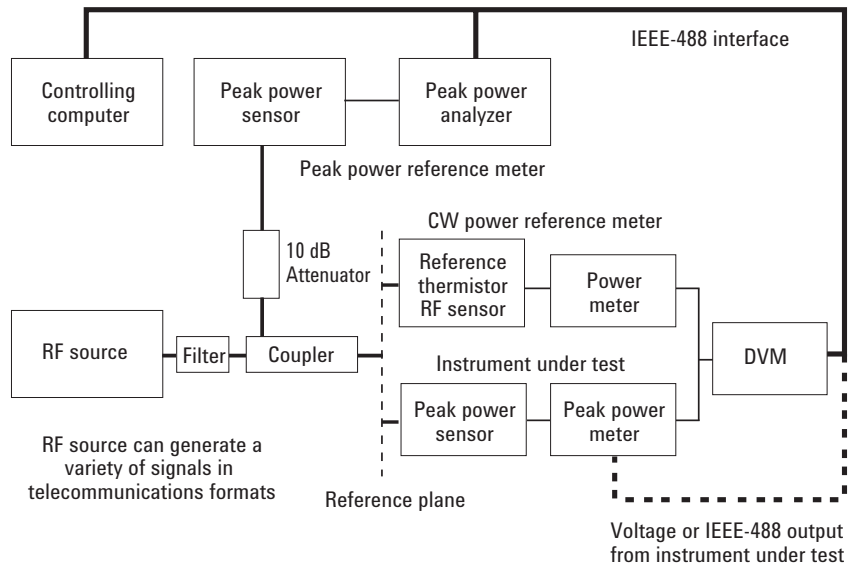 IEEE-488 interface
Controlling
computer
Peak power
sensor
Peak power
analyzer
Peak power reference meter
CW power reference meter
10 dB
Attenuator
Reference
thermistor
RF sensor
Power
meter
RF source
Filter
Coupler
DVM
Instrument under test
Peak power
sensor
Peak power
meter
RF source can generate a
variety of signals in
telecommunications formats
Reference plane
Voltage or IEEE-488 output
from instrument under test